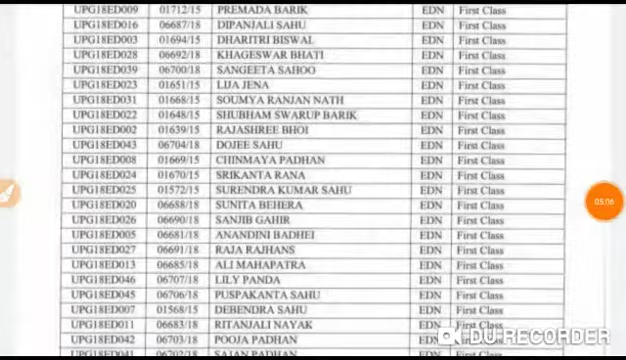 UPG18ED009 01712/15 PREMADA BARIK EDN First Class
UPG18ED016 06687/18 DIPANJALI SAHU EDN First Class
UPG18ED003 01694/15 DHARITRI BISWAL EDN First Class
UPG18ED028 06692/18 KHAGESWAR BHATI EDN First Class
UPG18ED039 06700/18 SANGEETA SAHOO EDN First Class
UPG18ED023 01651/15 LIJA JENA EDN First Class
UPG18ED031 01668/15 SOUMYA RANJAN NATH EDN First Class
UPG18ED022 01648/15 SHUBHAM SWARUP BARIK EDN First Class
UPG18ED002 01639/15 RAJASHREE BHOI EDN First Class
UPG18ED043 06704/18 DOJEE SAHU EDN First Class
UPG18ED008 01669/15 CHINMAYA PADHAN EDN First Class
UPG18ED024 01670/15 SRIKANTA RANA EDN First Class
UPG18ED025 01572/15 SURENDRA KUMAR SAHU EDN First Class
UPG18ED020 06688/18 SUNITA BEHERA EDN First Class
UPG18ED026 06690/18 SANJIB GAHIR EDN First Class
UPG18ED005 06681/18 ANANDINI BADHEI EDN First Class
UPG18ED027 06691/18 RAJA RAJHANS EDN First Class
UPG18ED013 06685/18 ALI MAHAPATRA EDN First Class
UPG18ED046 06707/18 LILY PANDA EDN First Class
UPG18ED045 06706/18 PUSPAKANTA SAHU EDN First Class
UPG18ED007 01568/15 DEBENDRA SAHU EDN First Class
UPG18ED011 06683/18 RITANJALI NAYAK EDN First Class
UPG18ED042 06703/18 POOJA PADHAN EDN First Class
UPG18ED041 06702/18 SAJAN PADHAN EDN First Class
05:06
DU RECORDER